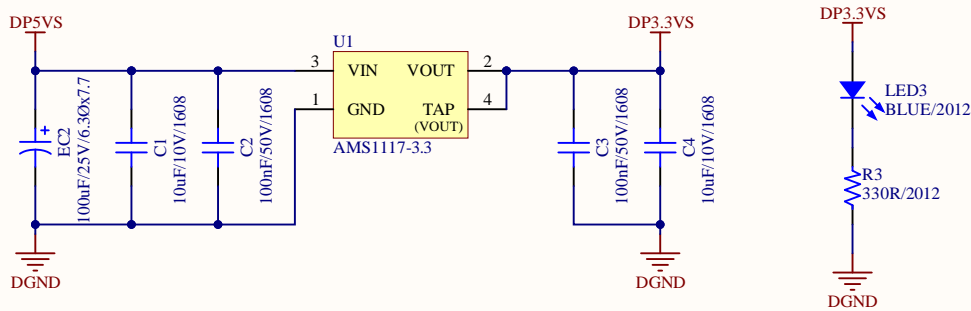 DP5VS
DP3.3VS
DP3.3VS
U1
3
VIN
VOUT
2
1
GND
TAP
4
(VOUT)
AMS1117-3.3
+
EC2
100uF/25V/6.3Øx7.7
C1
10uF/10V/1608
C2
100nF/50V/1608
C3
100nF/50V/1608
C4
10uF/10V/1608
LED3
BLUE/2012
R3
330R/2012
DGND
DGND
DGND